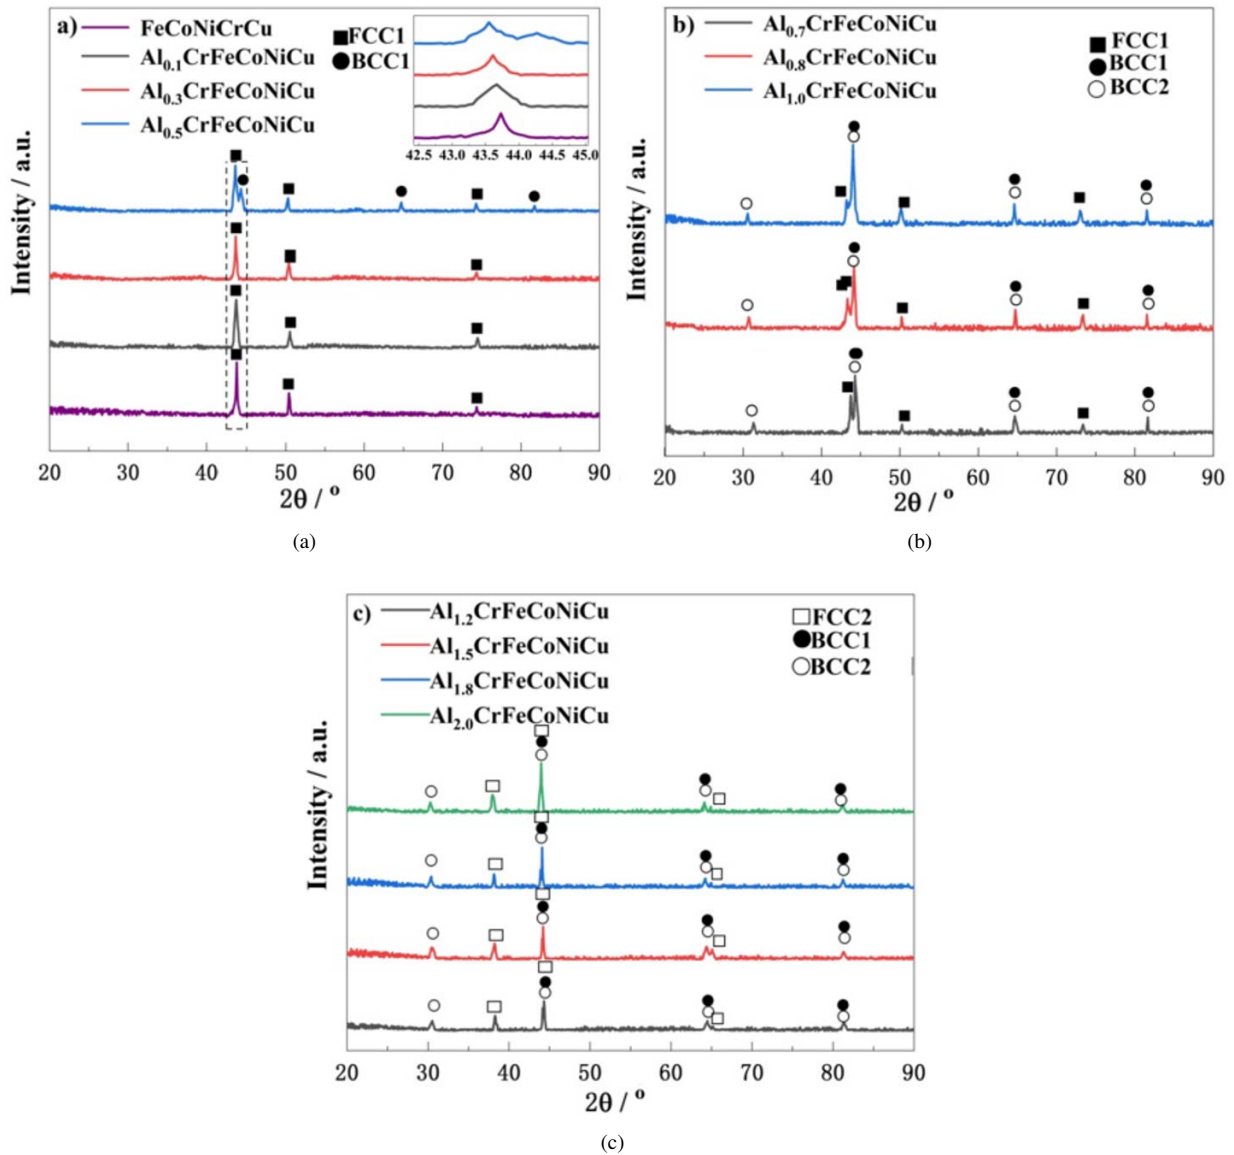 a)
FeCoNiCrCu
Al0.1CrFeCoNiCu
Al0.3CrFeCoNiCu
Al0.5CrFeCoNiCu
FCC1
BCC1
42.5 43.0 43.5 44.0 44.5 45.0
Intensity / a.u.
20 30 40 50 60 70 80 90
2θ / °
(a)
b)
Al0.7CrFeCoNiCu
Al0.8CrFeCoNiCu
Al1.0CrFeCoNiCu
FCC1
BCC1
BCC2
Intensity / a.u.
20 30 40 50 60 70 80 90
2θ / °
(b)
c)
Al1.2CrFeCoNiCu
Al1.5CrFeCoNiCu
Al1.8CrFeCoNiCu
Al2.0CrFeCoNiCu
FCC2
BCC1
BCC2
Intensity / a.u.
20 30 40 50 60 70 80 90
2θ / °
(c)